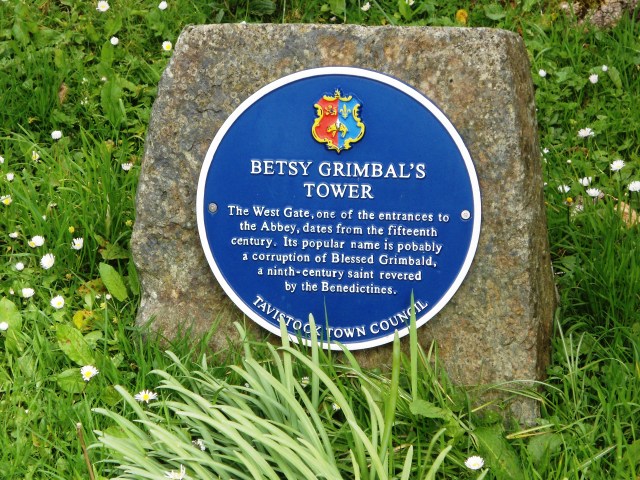 BETSY GRIMBAL'S
TOWER
The West Gate, one of the entrances to
the Abbey, dates from the fifteenth
century. Its popular name is pobably
a corruption of Blessed Grimbald,
a ninth-century saint revered
by the Benedictines.
TAVISTOCK TOWN COUNCIL